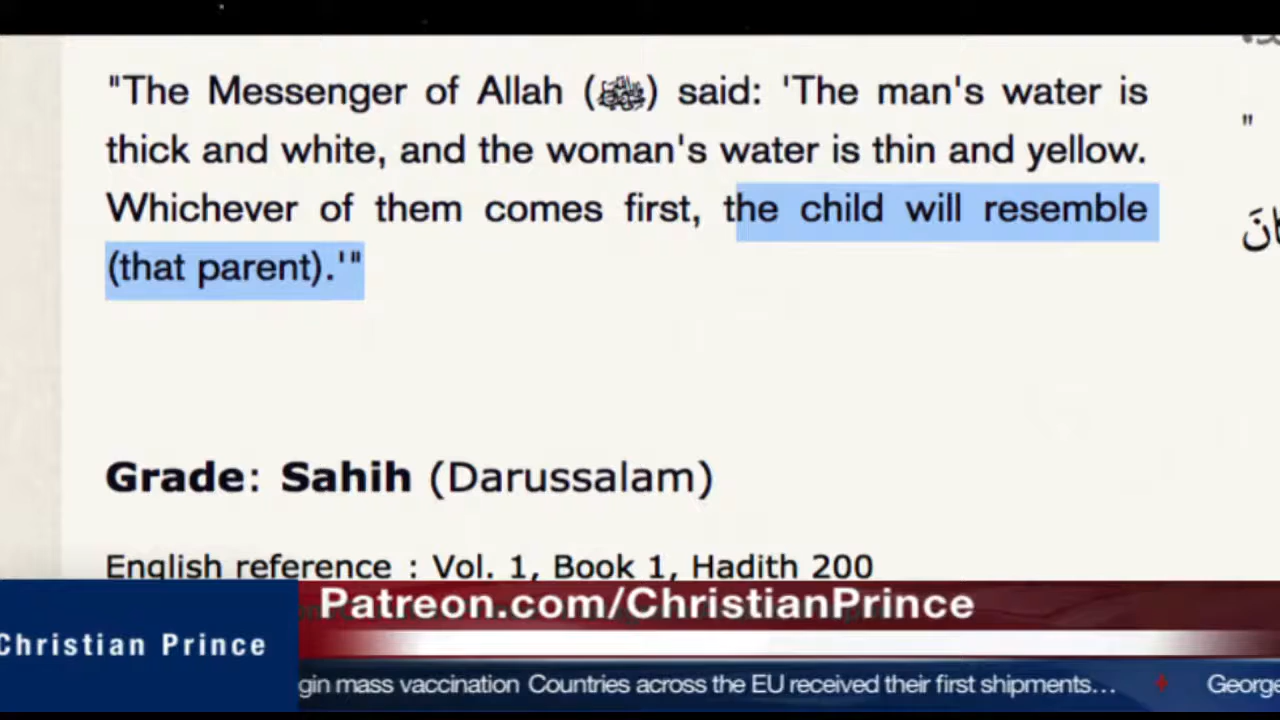 "The Messenger of Allah (ﷺ) said: 'The man's water is
thick and white, and the woman's water is thin and yellow.
Whichever of them comes first, the child will resemble
(that parent).'"
"
Grade: Sahih (Darussalam)
English reference : Vol. 1, Book 1, Hadith 200
Patreon.com/ChristianPrince
Christian Prince
gin mass vaccination Countries across the EU received their first shipments... George